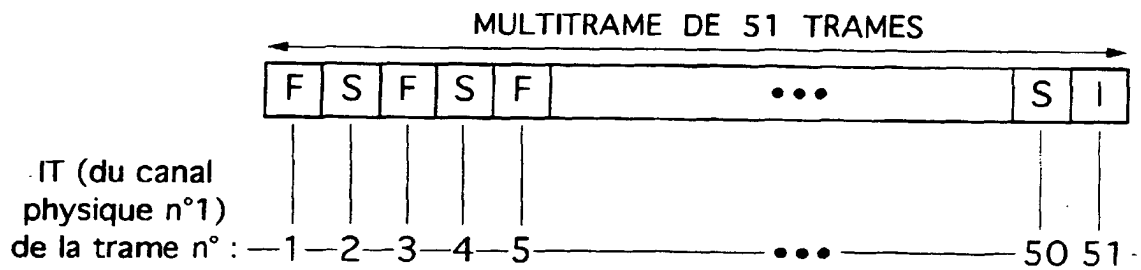 MULTITRAME DE 51 TRAMES
F S F S F ••• S I
IT (du canal
physique n°1)
de la trame n° : 1 2 3 4 5 ••• 50 51